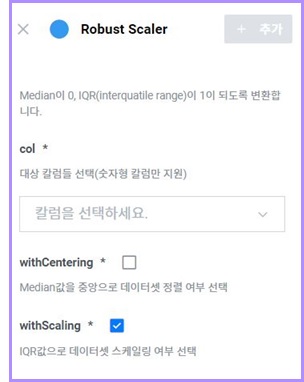 Robust Scaler
+ 추가
Median이 0, IQR(interquatile range)이 1이 되도록 변환합
니다.
col *
대상 칼럼들 선택(숫자형 칼럼만 지원)
칼럼을 선택하세요.
withCentering *
Median값을 중앙으로 데이터셋 정렬 여부 선택
withScaling *
IQR값으로 데이터셋 스케일링 여부 선택